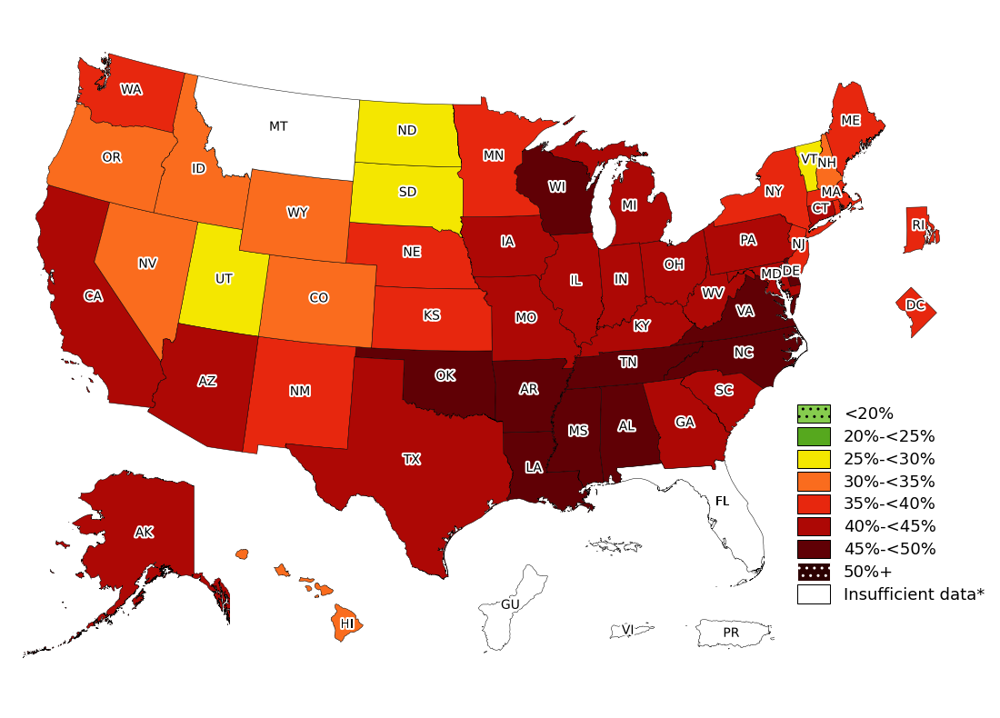 WA
MT
ND
ME
MN
VT
NH
OR
ID
SD
WI
NY
MA
MI
CT
WY
RI
IA
PA
NJ
NE
NV
OH
MD
DE
UT
IL
IN
WV
CO
CA
DC
VA
KS
MO
KY
NC
TN
AZ
NM
OK
AR
SC
GA
MS
AL
TX
LA
FL
AK
HI
GU
VI
PR
<20%
20%-<25%
25%-<30%
30%-<35%
35%-<40%
40%-<45%
45%-<50%
50%+
Insufficient data*